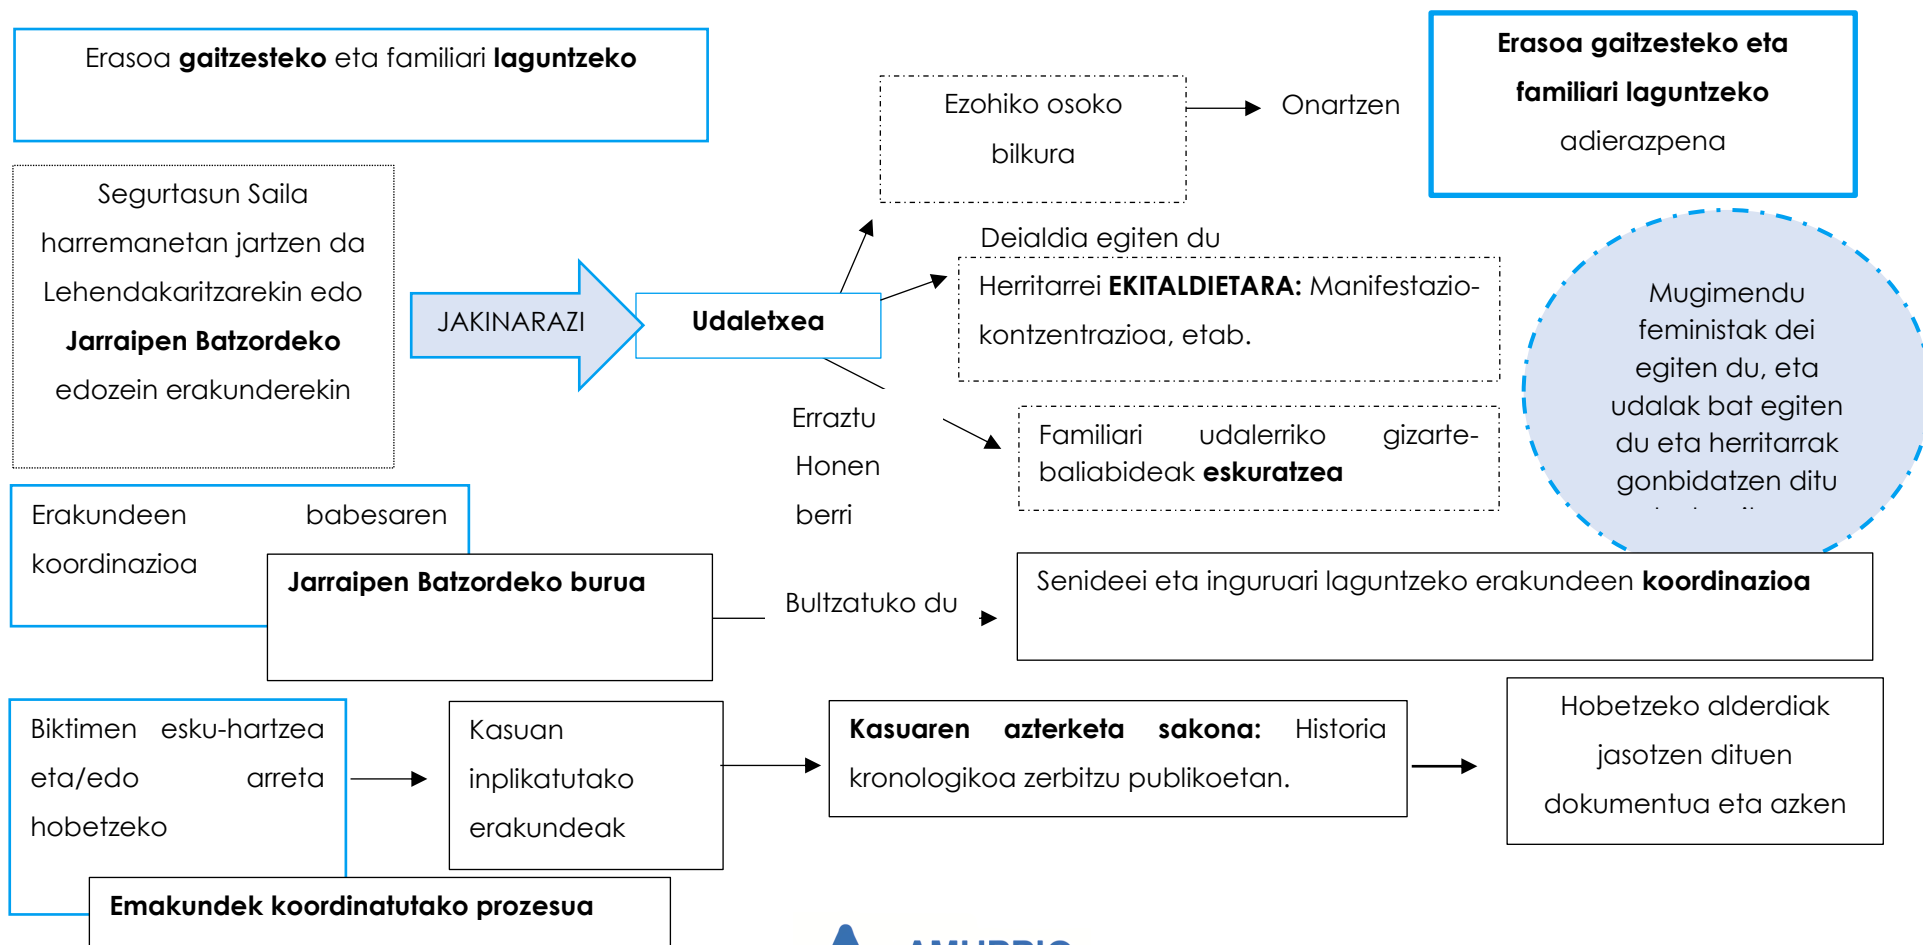 Erasoa gaitzesteko eta familiari laguntzeko
Ezohiko osoko
bilkura
Onartzen
Erasoa gaitzesteko eta
familiari laguntzeko
adierazpena
Segurtasun Saila
harremanetan jartzen da
Lehendakaritzarekin edo
Jarraipen Batzordeko
edozein erakunderekin
JAKINARAZI
Udaletxea
Deialdia egiten du
Herritarrei EKITALDIETARA: Manifestazio-
kontzentrazioa, etab.
Mugimendu
feministak dei
egiten du, eta
udalak bat egiten
du eta herritarrak
gonbidatzen ditu
Erraztu
Honen
berri
Familiari udalerriko gizarte-
baliabideak eskuratzea
Erakundeen babesaren
koordinazioa
Jarraipen Batzordeko burua
Bultzatuko du
Senideei eta inguruari laguntzeko erakundeen koordinazioa
Biktimen esku-hartzea
eta/edo arreta
hobetzeko
Kasuan
inplikatutako
erakundeak
Kasuaren azterketa sakona: Historia
kronologikoa zerbitzu publikoetan.
Hobetzeko alderdiak
jasotzen dituen
dokumentua eta azken
Emakundek koordinatutako prozesua
AMURRIO